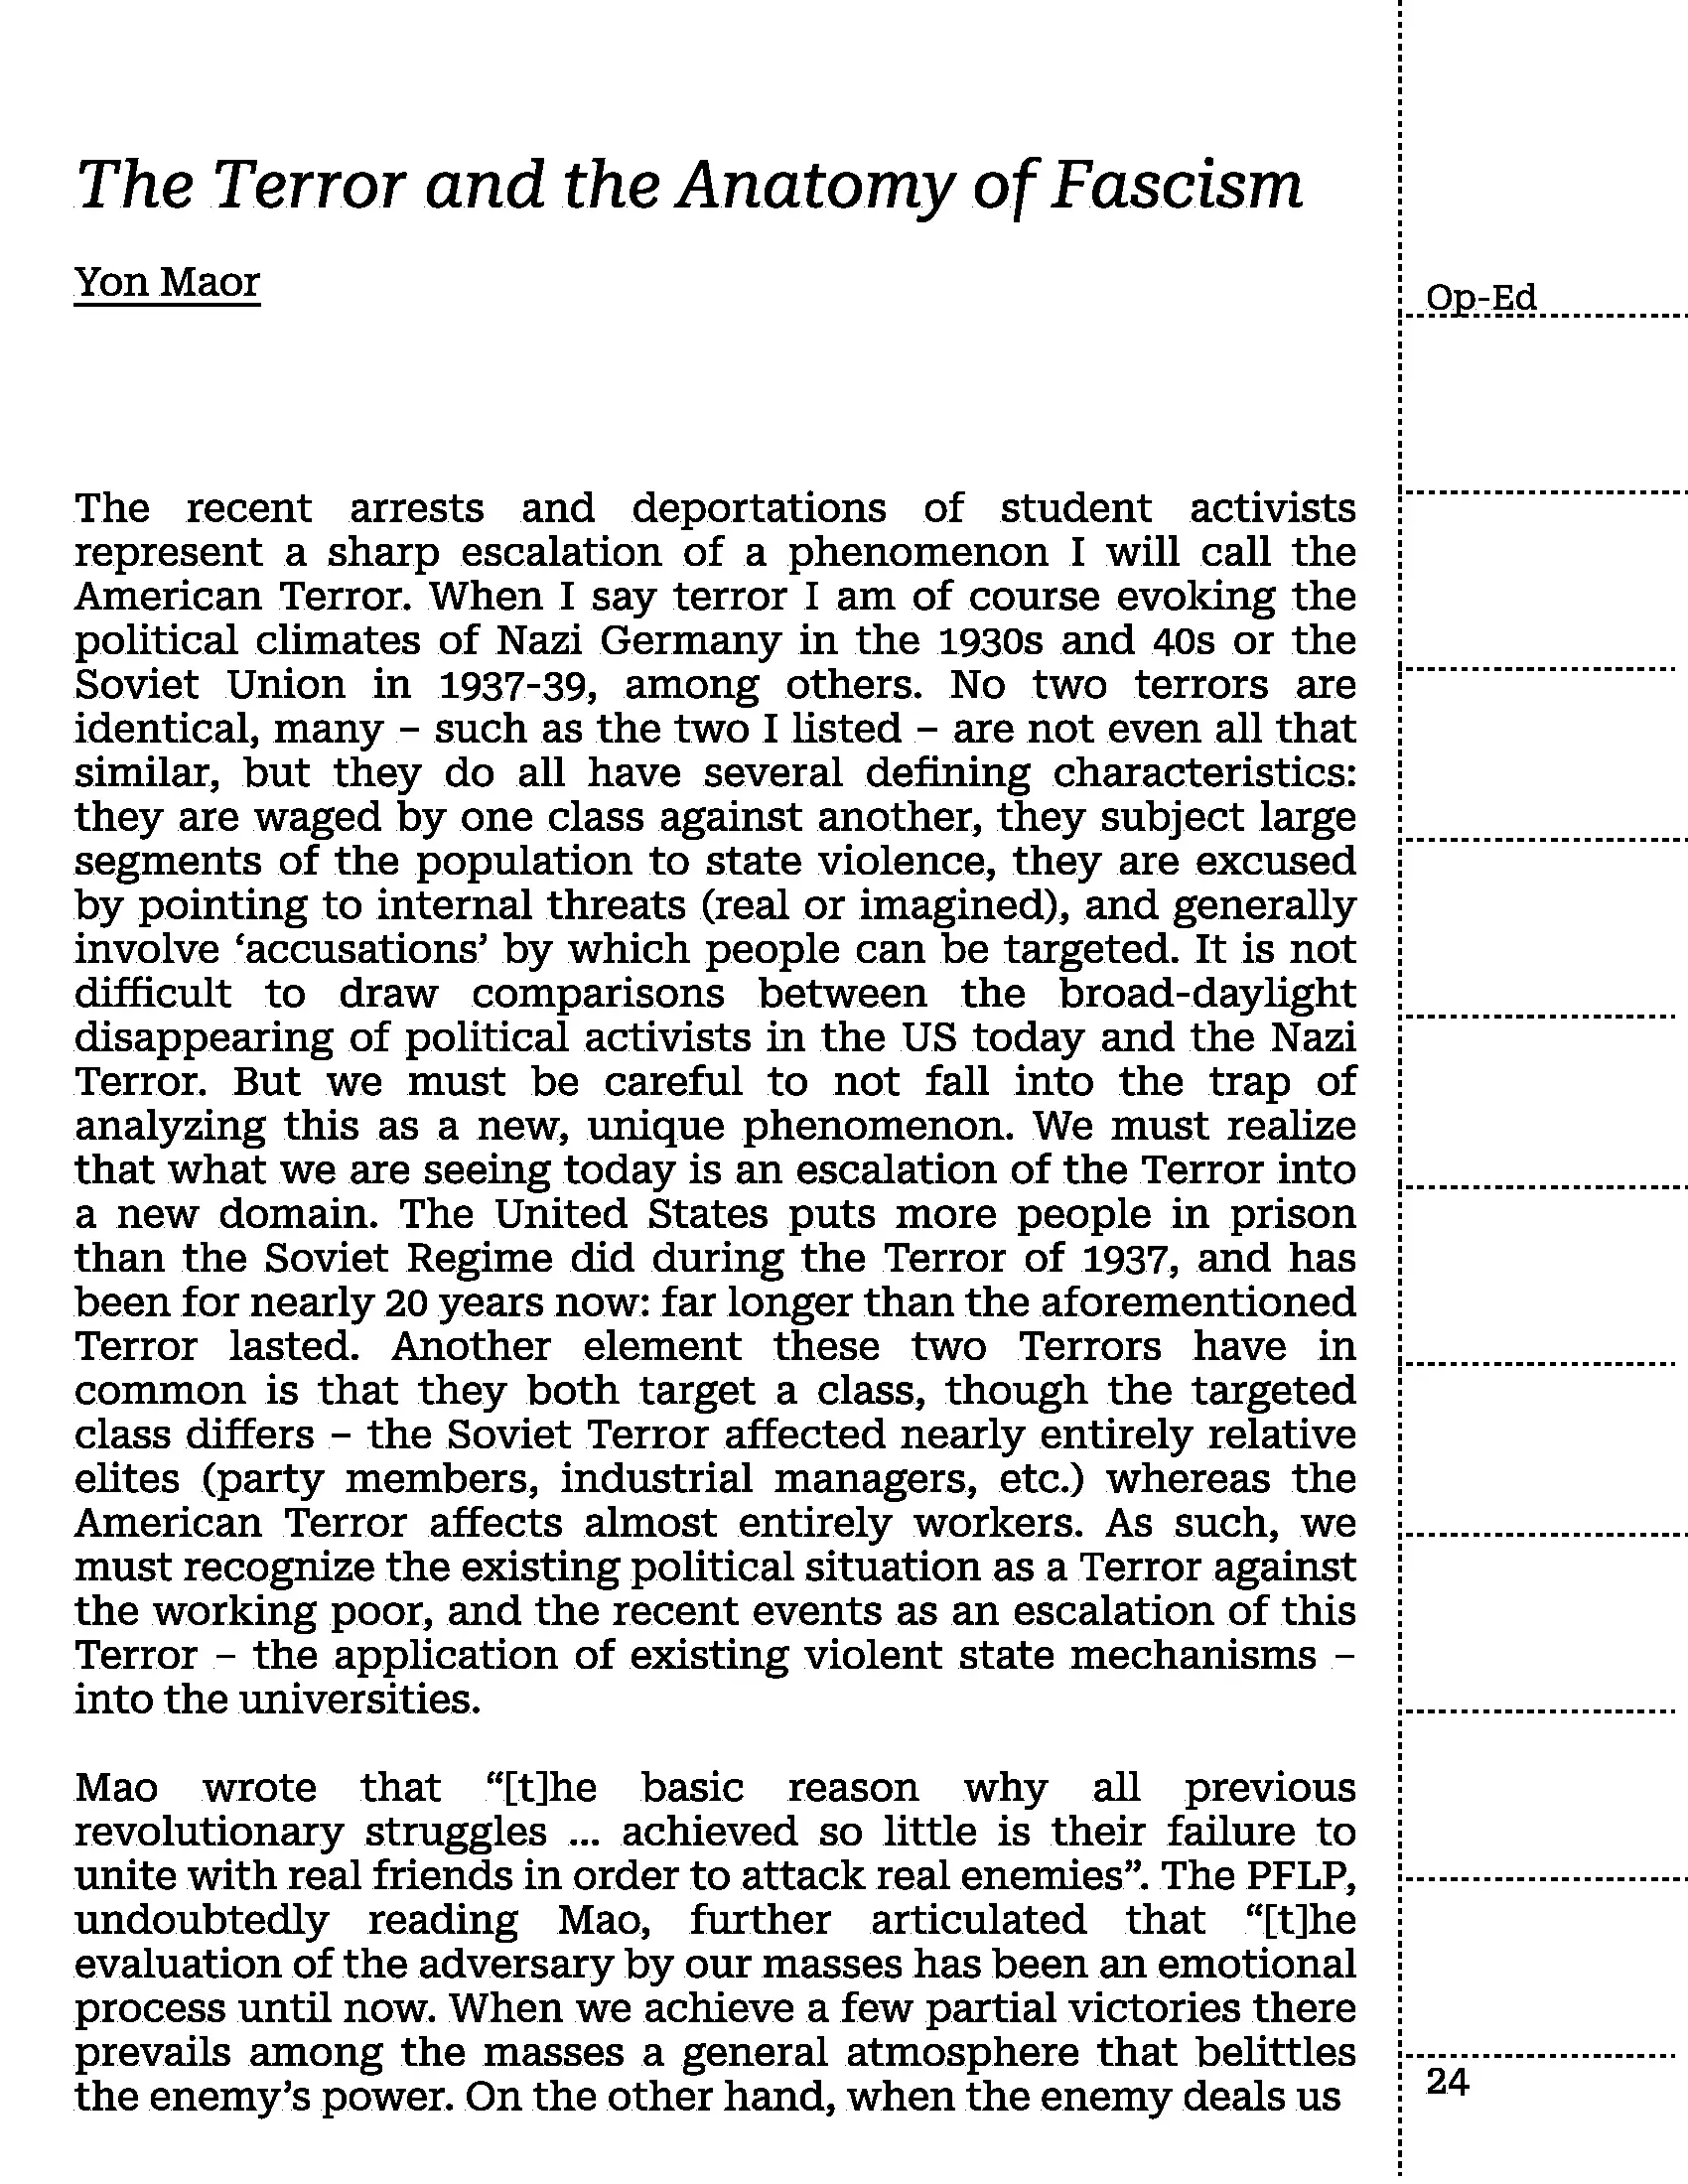 The Terror and the Anatomy of Fascism
Yon Maor
Op-Ed
The recent arrests and deportations of student activists
represent a sharp escalation of a phenomenon I will call the
American Terror. When I say terror I am of course evoking the
political climates of Nazi Germany in the 1930s and 40s or the
Soviet Union in 1937-39, among others. No two terrors are
identical, many – such as the two I listed – are not even all that
similar, but they do all have several defining characteristics:
they are waged by one class against another, they subject large
segments of the population to state violence, they are excused
by pointing to internal threats (real or imagined), and generally
involve ‘accusations’ by which people can be targeted. It is not
difficult to draw comparisons between the broad-daylight
disappearing of political activists in the US today and the Nazi
Terror. But we must be careful to not fall into the trap of
analyzing this as a new, unique phenomenon. We must realize
that what we are seeing today is an escalation of the Terror into
a new domain. The United States puts more people in prison
than the Soviet Regime did during the Terror of 1937, and has
been for nearly 20 years now: far longer than the aforementioned
Terror lasted. Another element these two Terrors have in
common is that they both target a class, though the targeted
class differs – the Soviet Terror affected nearly entirely relative
elites (party members, industrial managers, etc.) whereas the
American Terror affects almost entirely workers. As such, we
must recognize the existing political situation as a Terror against
the working poor, and the recent events as an escalation of this
Terror – the application of existing violent state mechanisms –
into the universities.
Mao wrote that “[t]he basic reason why all previous
revolutionary struggles ... achieved so little is their failure to
unite with real friends in order to attack real enemies”. The PFLP,
undoubtedly reading Mao, further articulated that “[t]he
evaluation of the adversary by our masses has been an emotional
process until now. When we achieve a few partial victories there
prevails among the masses a general atmosphere that belittles
the enemy’s power. On the other hand, when the enemy deals us
24